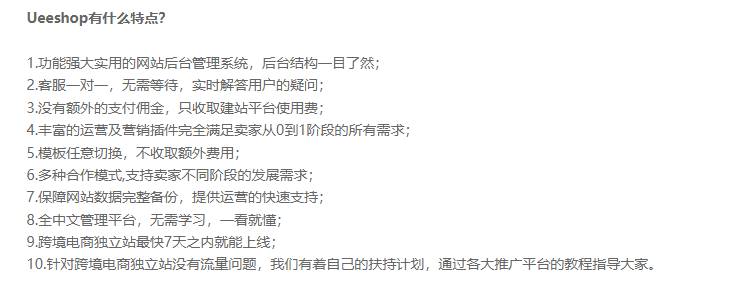 Ueeshop有什么特点?
1.功能强大实用的网站后台管理系统，后台结构一目了然；
2.客服一对一，无需等待，实时解答用户的疑问；
3.没有额外的支付佣金，只收取建站平台使用费；
4.丰富的运营及营销插件完全满足卖家从0到1阶段的所有需求；
5.模板任意切换，不收取额外费用；
6.多种合作模式,支持卖家不同阶段的发展需求；
7.保障网站数据完整备份，提供运营的快速支持；
8.全中文管理平台，无需学习，一看就懂；
9.跨境电商独立站最快7天之内就能上线；
10.针对跨境电商独立站没有流量问题，我们有着自己的扶持计划，通过各大推广平台的教程指导大家。